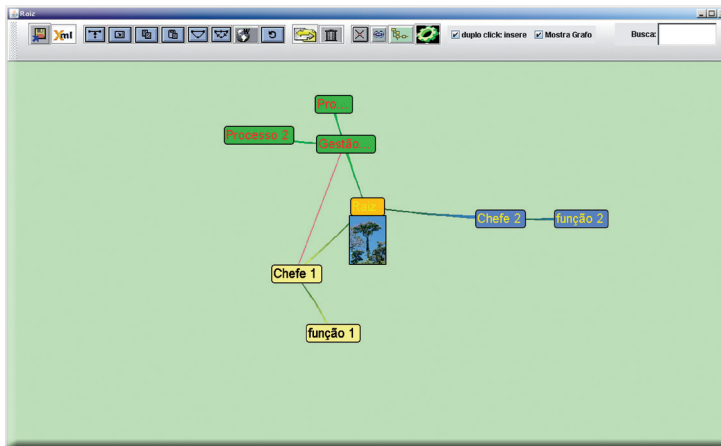 Raiz
Xml
duplo click: insere
Mostra Grafo
Busca:
Pro...
Processo 2
Gestão...
Raiz
Chefe 2
função 2
Chefe 1
função 1